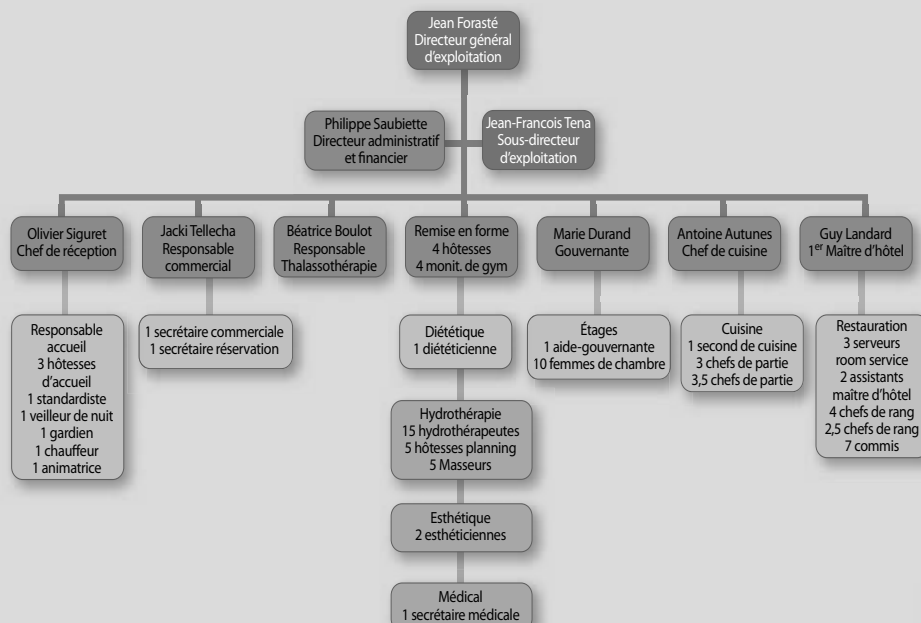 Jean Forasté
Directeur général
d’exploitation
Philippe Saubiette
Directeur administratif
et financier
Jean-Francois Tena
Sous-directeur
d’exploitation
Olivier Siguret
Chef de réception
Jacki Tellecha
Responsable
commercial
Béatrice Boulot
Responsable
Thalassothérapie
Remise en forme
4 hôtesses
4 monit. de gym
Marie Durand
Gouvernante
Antoine Autunes
Chef de cuisine
Guy Landard
1er Maître d’hôtel
Responsable
accueil
3 hôtesses
d’accueil
1 standardiste
1 veilleur de nuit
1 gardien
1 chauffeur
1 animatrice
1 secrétaire commerciale
1 secrétaire réservation
Diététique
1 diététicienne
Étages
1 aide-gouvernante
10 femmes de chambre
Cuisine
1 second de cuisine
3 chefs de partie
3,5 chefs de partie
Restauration
3 serveurs
room service
2 assistants
maître d’hôtel
4 chefs de rang
2,5 chefs de rang
7 commis
Hydrothérapie
15 hydrothérapeutes
5 hôtesses planning
5 Masseurs
Esthétique
2 esthéticiennes
Médical
1 secrétaire médicale